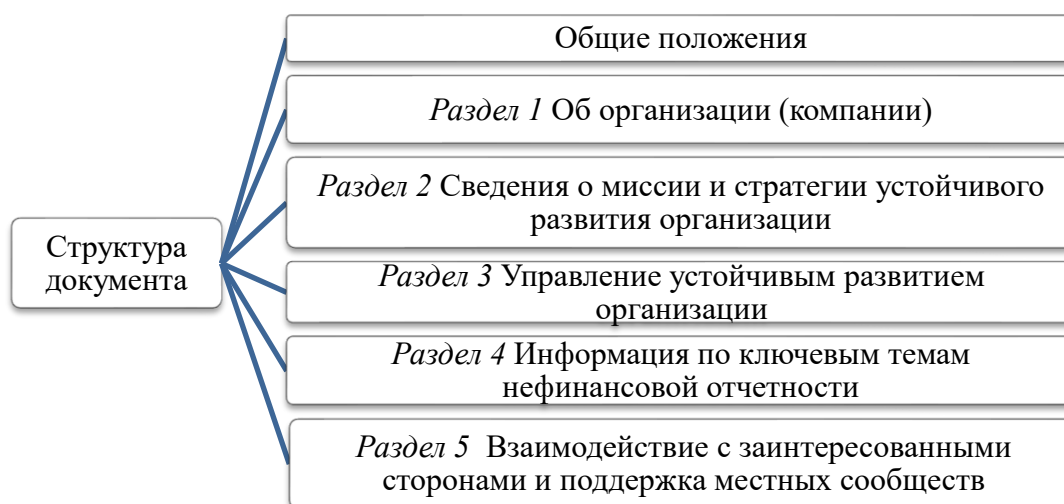 Общие положения
Раздел 1 Об организации (компании)
Раздел 2 Сведения о миссии и стратегии устойчивого
развития организации
Структура
документа
Раздел 3 Управление устойчивым развитием
организации
Раздел 4 Информация по ключевым темам
нефинансовой отчетности
Раздел 5 Взаимодействие с заинтересованными
сторонами и поддержка местных сообществ